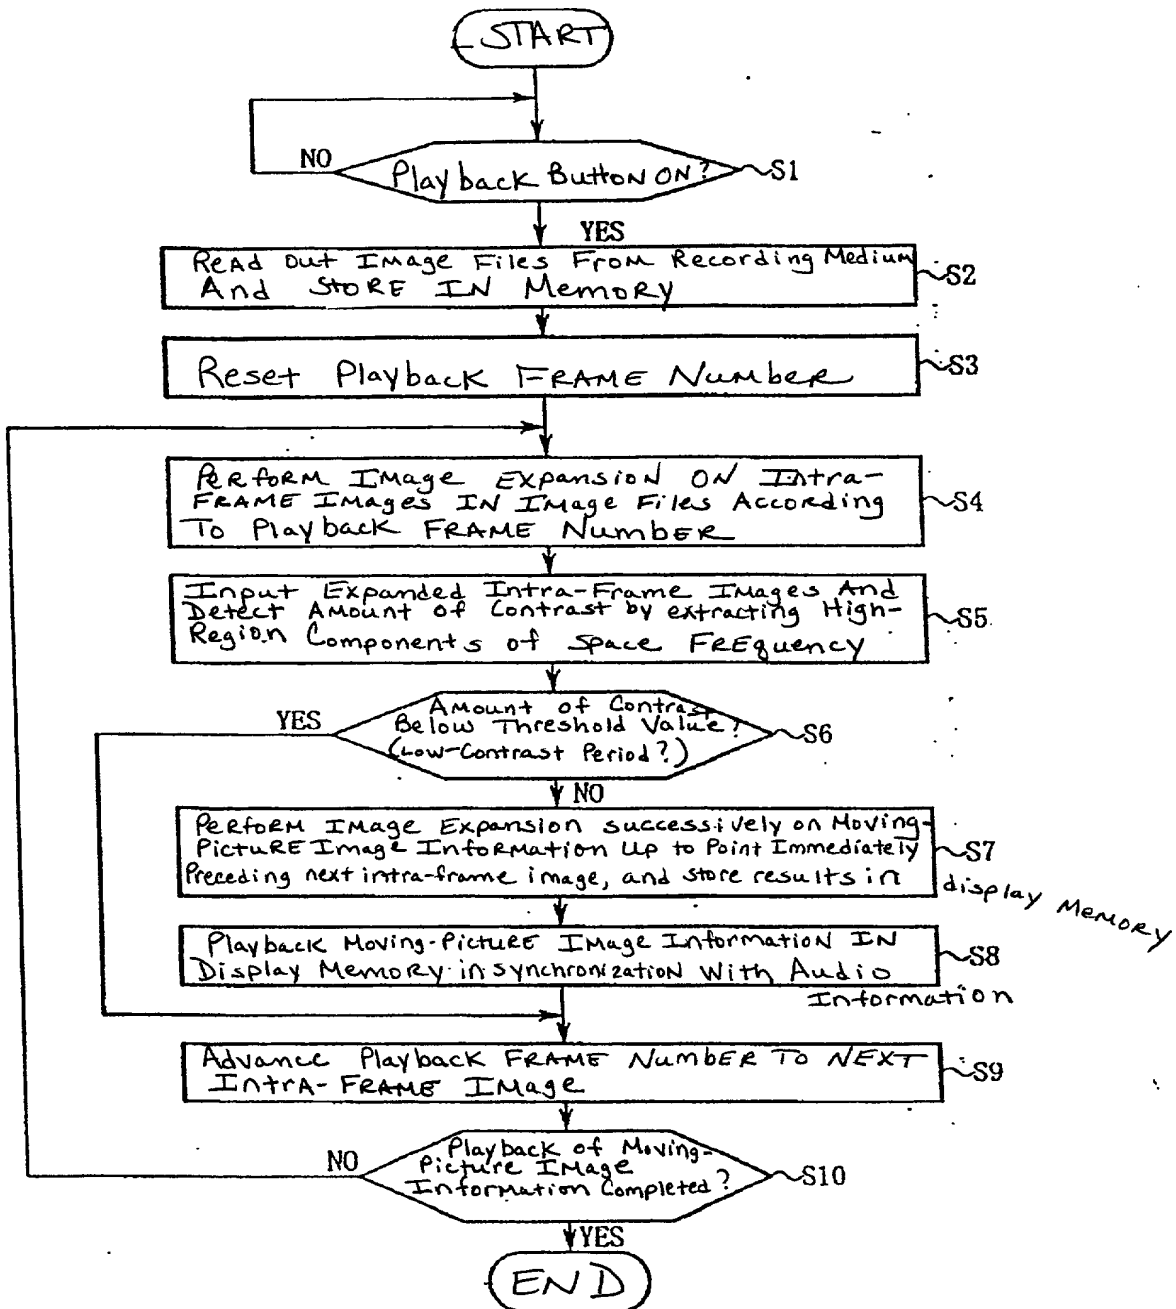 START
NO
Playback Button ON?
S1
YES
Read Out Image Files From Recording Medium
And Store In Memory
S2
Reset Playback Frame Number
S3
Perform Image Expansion ON Intra-
Frame Images In Image Files According
To Playback Frame Number
S4
Input Expanded Intra-Frame Images And
Detect Amount of Contrast by extracting High-
Region Components of Space FREquency
S5
YES
Amount of Contrast
Below Threshold Value?
(Low-Contrast Period?)
S6
NO
Perform Image Expansion successively on Moving-
Picture Image Information Up to Point Immediately
Preceding next intra-frame image, and store results in
display Memory
S7
Playback Moving-Picture Image Information IN
Display Memory in synchronization With Audio
Information
S8
Advance Playback Frame Number To NEXT
Intra-Frame Image
S9
NO
Playback of Moving-
Picture Image
Information Completed?
S10
YES
END